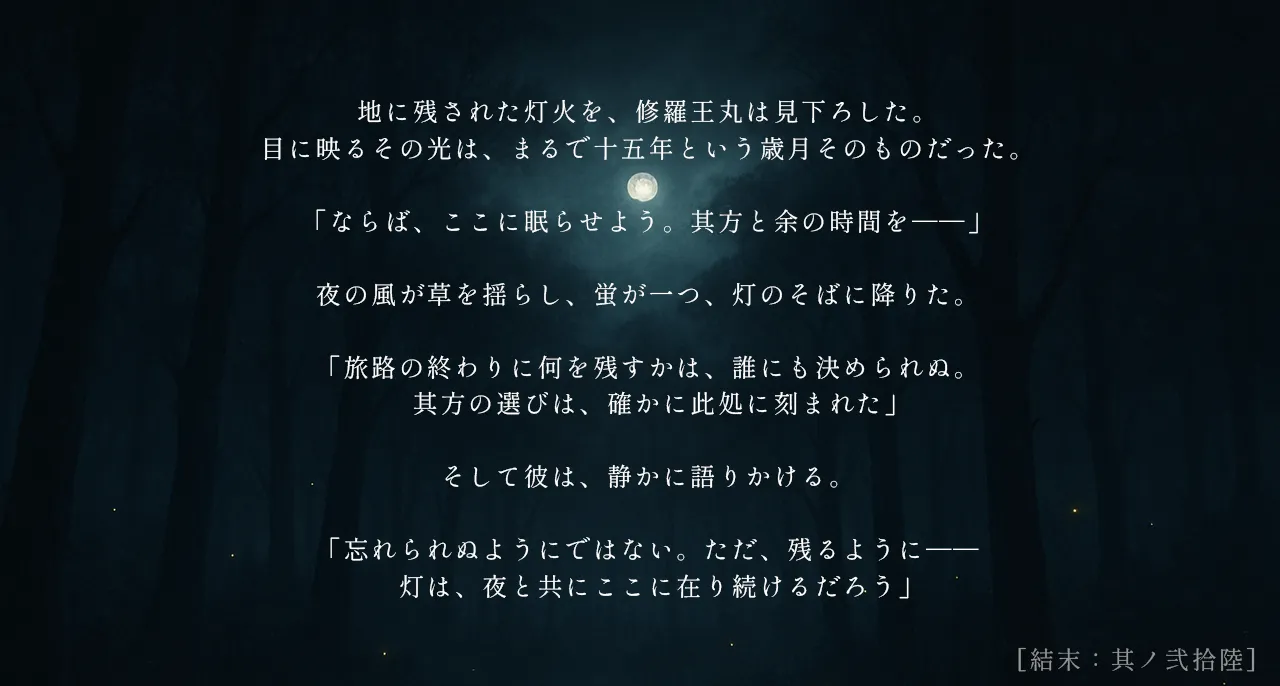 地に残された灯火を、修羅王丸は見下ろした。
目に映るその光は、まるで十五年という歳月そのものだった。
「ならば、ここに眠らせよう。其方と余の時間を――」
夜の風が草を揺らし、蛍が一つ、灯のそばに降りた。
「旅路の終わりに何を残すかは、誰にも決められぬ。
其方の選びは、確かに此処に刻まれた」
そして彼は、静かに語りかける。
「忘れられぬようにではない。ただ、残るように――
灯は、夜と共にここに在り続けるだろう」
[結末：其ノ弐拾陸]